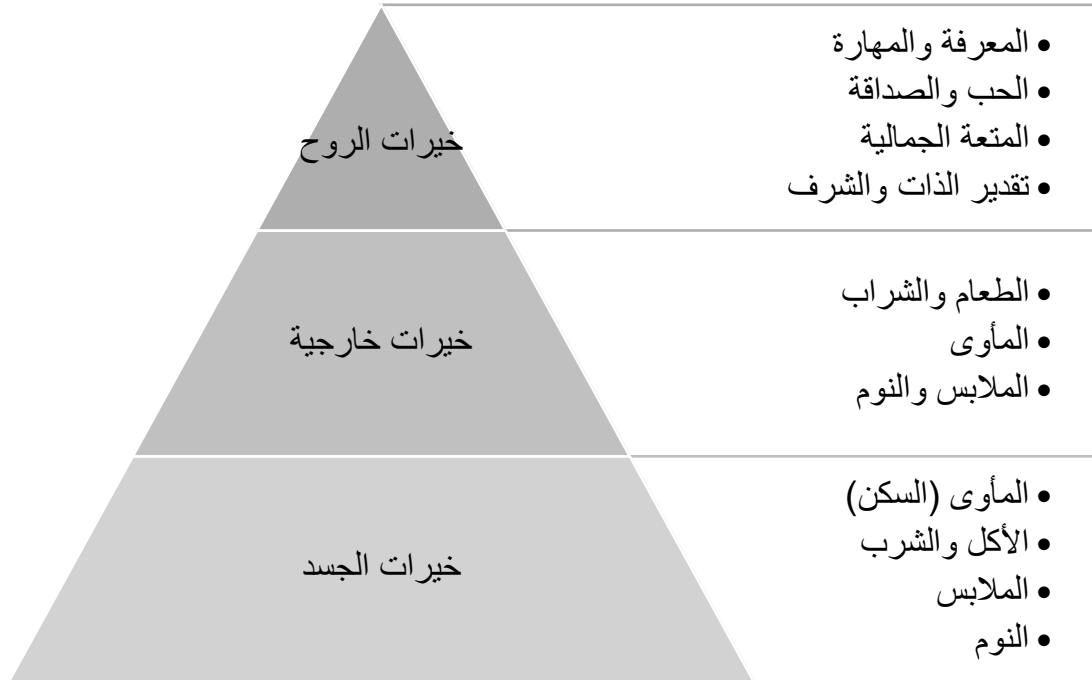 • المعرفة والمهارة
• الحب والصداقة
• المتعة الجمالية
• تقدير الذات والشرف
خيرات الروح
• الطعام والشراب
• المأوى
• الملابس والنوم
خيرات خارجية
• المأوى (السكن)
• الأكل والشرب
• الملابس
• النوم
خيرات الجسد